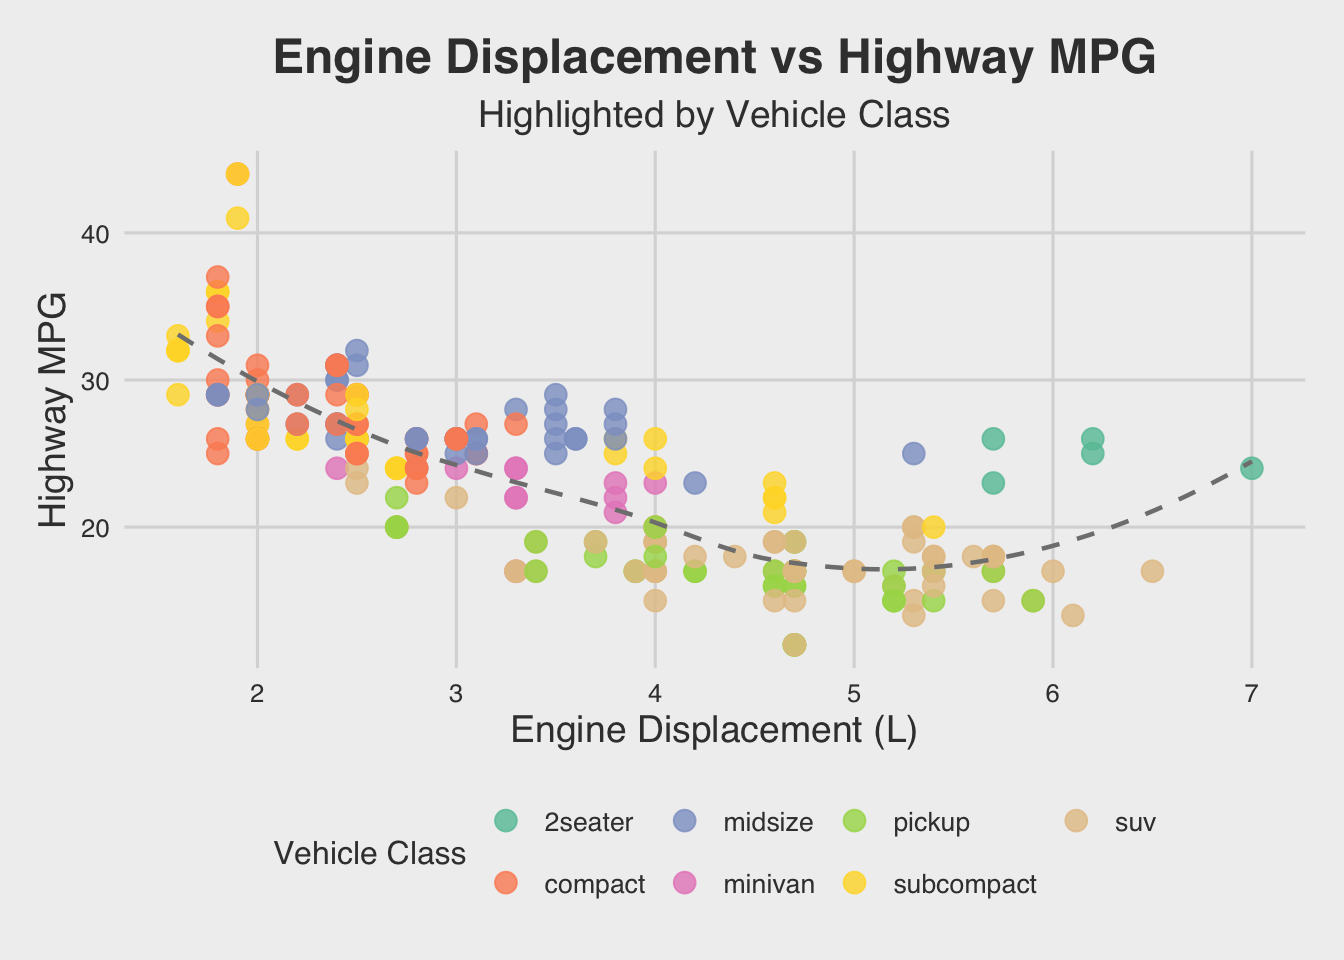 Engine Displacement vs Highway MPG
Highlighted by Vehicle Class
Highway MPG
40
30
20
2 3 4 5 6 7
Engine Displacement (L)
Vehicle Class
2seater midsize pickup suv
compact minivan subcompact